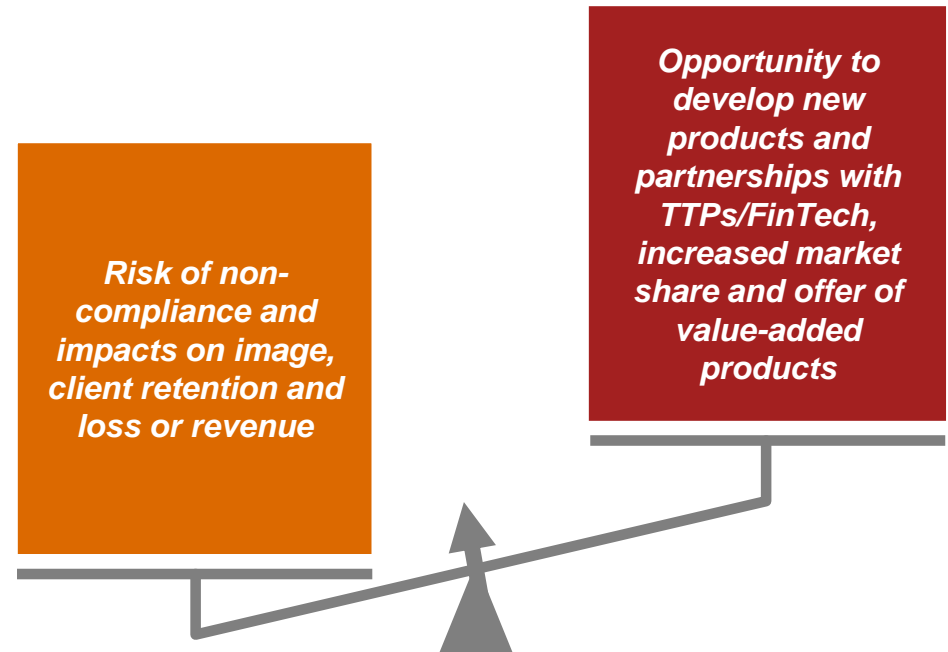 Risk of non-
compliance and
impacts on image,
client retention and
loss or revenue
Opportunity to
develop new
products and
partnerships with
TTPs/FinTech,
increased market
share and offer of
value-added
products